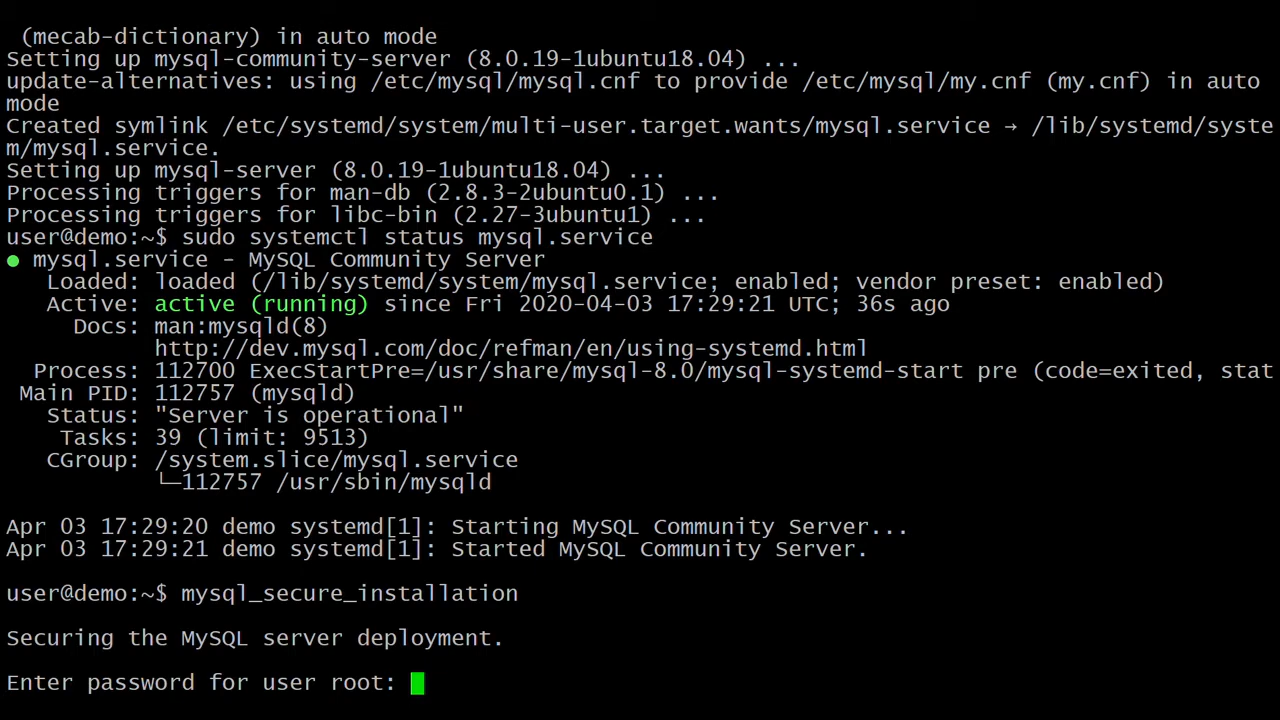 (mecab-dictionary) in auto mode
Setting up mysql-community-server (8.0.19-1ubuntu18.04) ...
update-alternatives: using /etc/mysql/mysql.cnf to provide /etc/mysql/my.cnf (my.cnf) in auto
mode
Created symlink /etc/systemd/system/multi-user.target.wants/mysql.service → /lib/systemd/syste
m/mysql.service.
Setting up mysql-server (8.0.19-1ubuntu18.04) ...
Processing triggers for man-db (2.8.3-2ubuntu0.1) ...
Processing triggers for libc-bin (2.27-3ubuntu1) ...
user@demo:~$ sudo systemctl status mysql.service
● mysql.service - MySQL Community Server
Loaded: loaded (/lib/systemd/system/mysql.service; enabled; vendor preset: enabled)
Active: active (running) since Fri 2020-04-03 17:29:21 UTC; 36s ago
Docs: man:mysqld(8)
http://dev.mysql.com/doc/refman/en/using-systemd.html
Process: 112700 ExecStartPre=/usr/share/mysql-8.0/mysql-systemd-start pre (code=exited, stat
Main PID: 112757 (mysqld)
Status: "Server is operational"
Tasks: 39 (limit: 9513)
CGroup: /system.slice/mysql.service
└─112757 /usr/sbin/mysqld
Apr 03 17:29:20 demo systemd[1]: Starting MySQL Community Server...
Apr 03 17:29:21 demo systemd[1]: Started MySQL Community Server.
user@demo:~$ mysql_secure_installation
Securing the MySQL server deployment.
Enter password for user root: